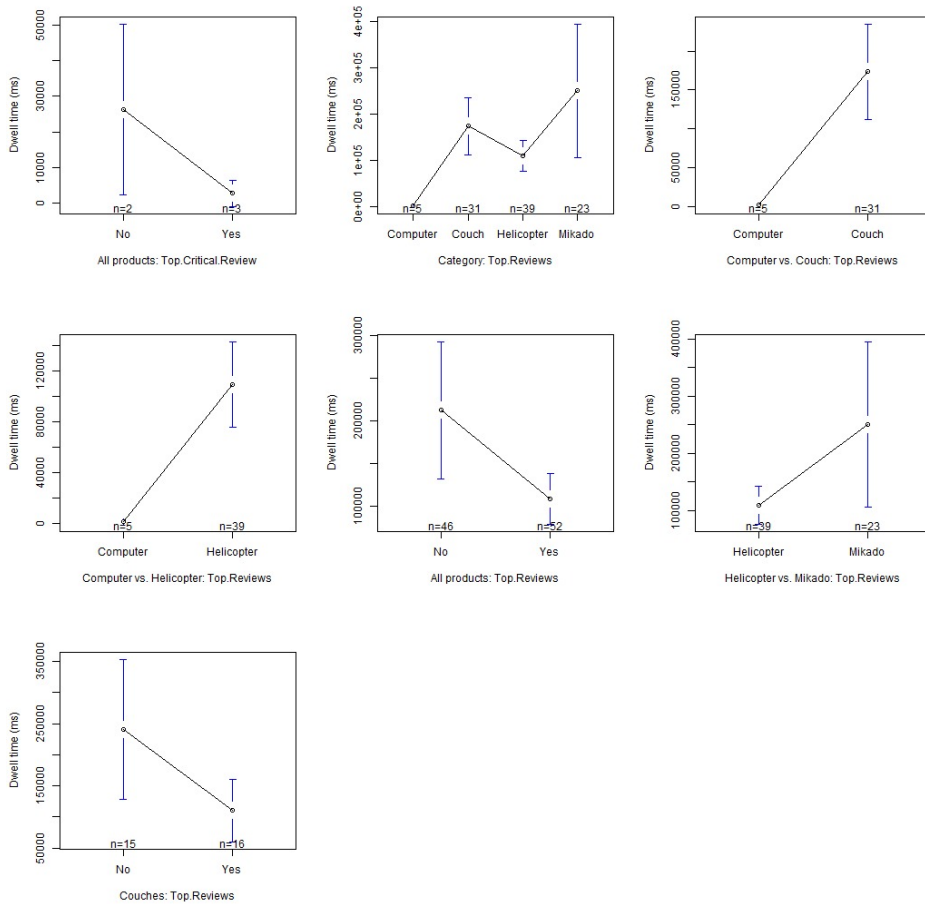 50000
30000
10000
0
Dwell time (ms)
n=2 n=3
No Yes
All products: Top.Critical.Review
4e+05
3e+05
2e+05
1e+05
0e+00
Dwell time (ms)
n=5 n=31 n=39 n=23
Computer Couch Helicopter Mikado
Category: Top.Reviews
150000
50000
0
Dwell time (ms)
n=5 n=31
Computer Couch
Computer vs. Couch: Top.Reviews
120000
80000
40000
0
Dwell time (ms)
n=5 n=39
Computer Helicopter
Computer vs. Helicopter: Top.Reviews
300000
200000
100000
Dwell time (ms)
n=46 n=52
No Yes
All products: Top.Reviews
400000
300000
200000
100000
Dwell time (ms)
n=39 n=23
Helicopter Mikado
Helicopter vs. Mikado: Top.Reviews
350000
250000
150000
50000
Dwell time (ms)
n=15 n=16
No Yes
Couches: Top.Reviews